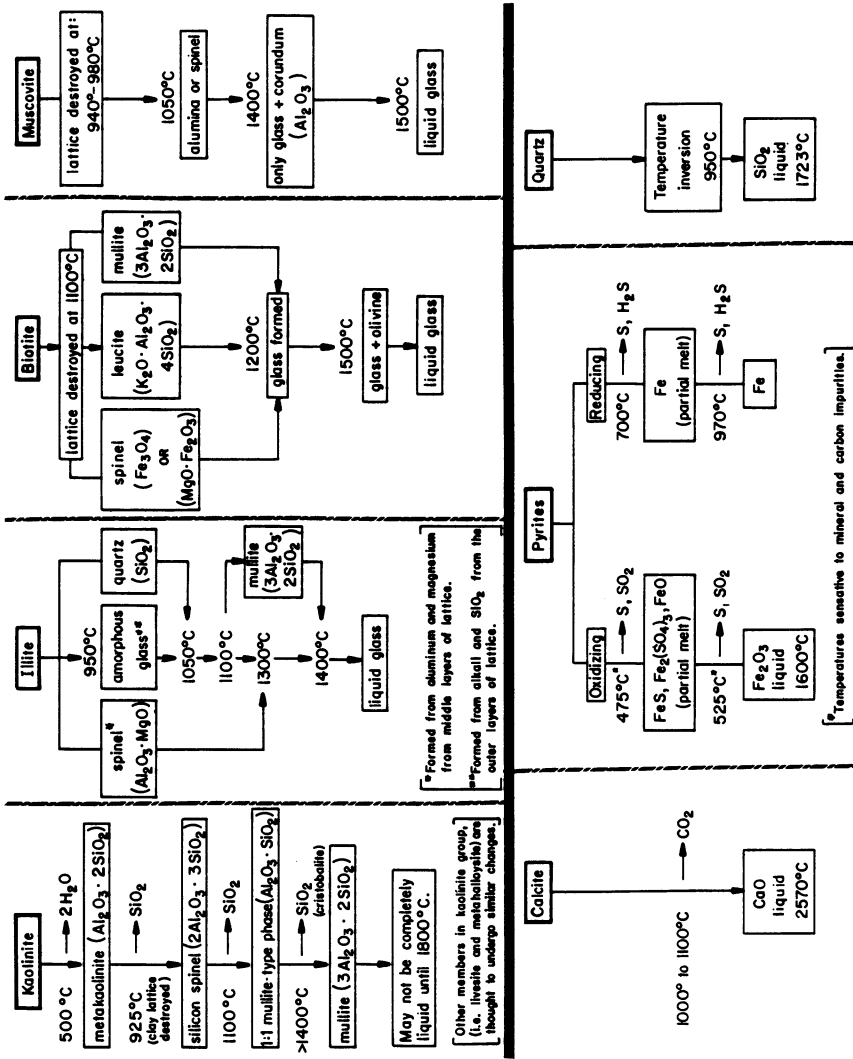 Kaolinite
500°C → 2H₂O
metakaolinite (Al₂O₃ · 2SiO₂)
925°C → SiO₂
(clay lattice
destroyed)
silicon spinel (2Al₂O₃ · 3SiO₂)
1100°C → SiO₂
1:1 mullite-type phase (Al₂O₃ · SiO₂)
>1400°C → SiO₂
(cristobalite)
mullite (3Al₂O₃ · 2SiO₂)
May not be completely
liquid until 1800°C.
[Other members in kaolinite group,
(i.e. livesite and metahalloysite) are
thought to undergo similar changes.]
Illite
950°C
spinel*
(Al₂O₃·MgO)
amorphous
glass**
quartz
(SiO₂)
1050°C
1100°C
mullite
(3Al₂O₃·
2SiO₂)
1300°C
1400°C
liquid glass
[*Formed from aluminum and magnesium
from middle layers of lattice.
**Formed from alkali and SiO₂ from the
outer layers of lattice.]
Biotite
lattice destroyed at 1100°C
spinel
(Fe₃O₄)
OR
(MgO·Fe₂O₃)
leucite
(K₂O·Al₂O₃·
4SiO₂)
mullite
(3Al₂O₃·
2SiO₂)
1200°C
glass formed
1500°C
glass + olivine
liquid glass
Muscovite
lattice destroyed at:
940°-980°C
1050°C
alumina or spinel
1400°C
only glass + corundum
(Al₂O₃)
1500°C
liquid glass
Calcite
1000° to 1100°C → CO₂
CaO
liquid
2570°C
Pyrites
Oxidizing
475°C* → S, SO₂
FeS, Fe₂(SO₄)₃, FeO
(partial melt)
525°C* → S, SO₂
Fe₂O₃
liquid
1600°C
Reducing
700°C → S, H₂S
Fe
(partial melt)
970°C → S, H₂S
Fe
[*Temperatures sensative to mineral and carbon impurities.]
Quartz
Temperature
inversion
950°C
SiO₂
liquid
1723°C